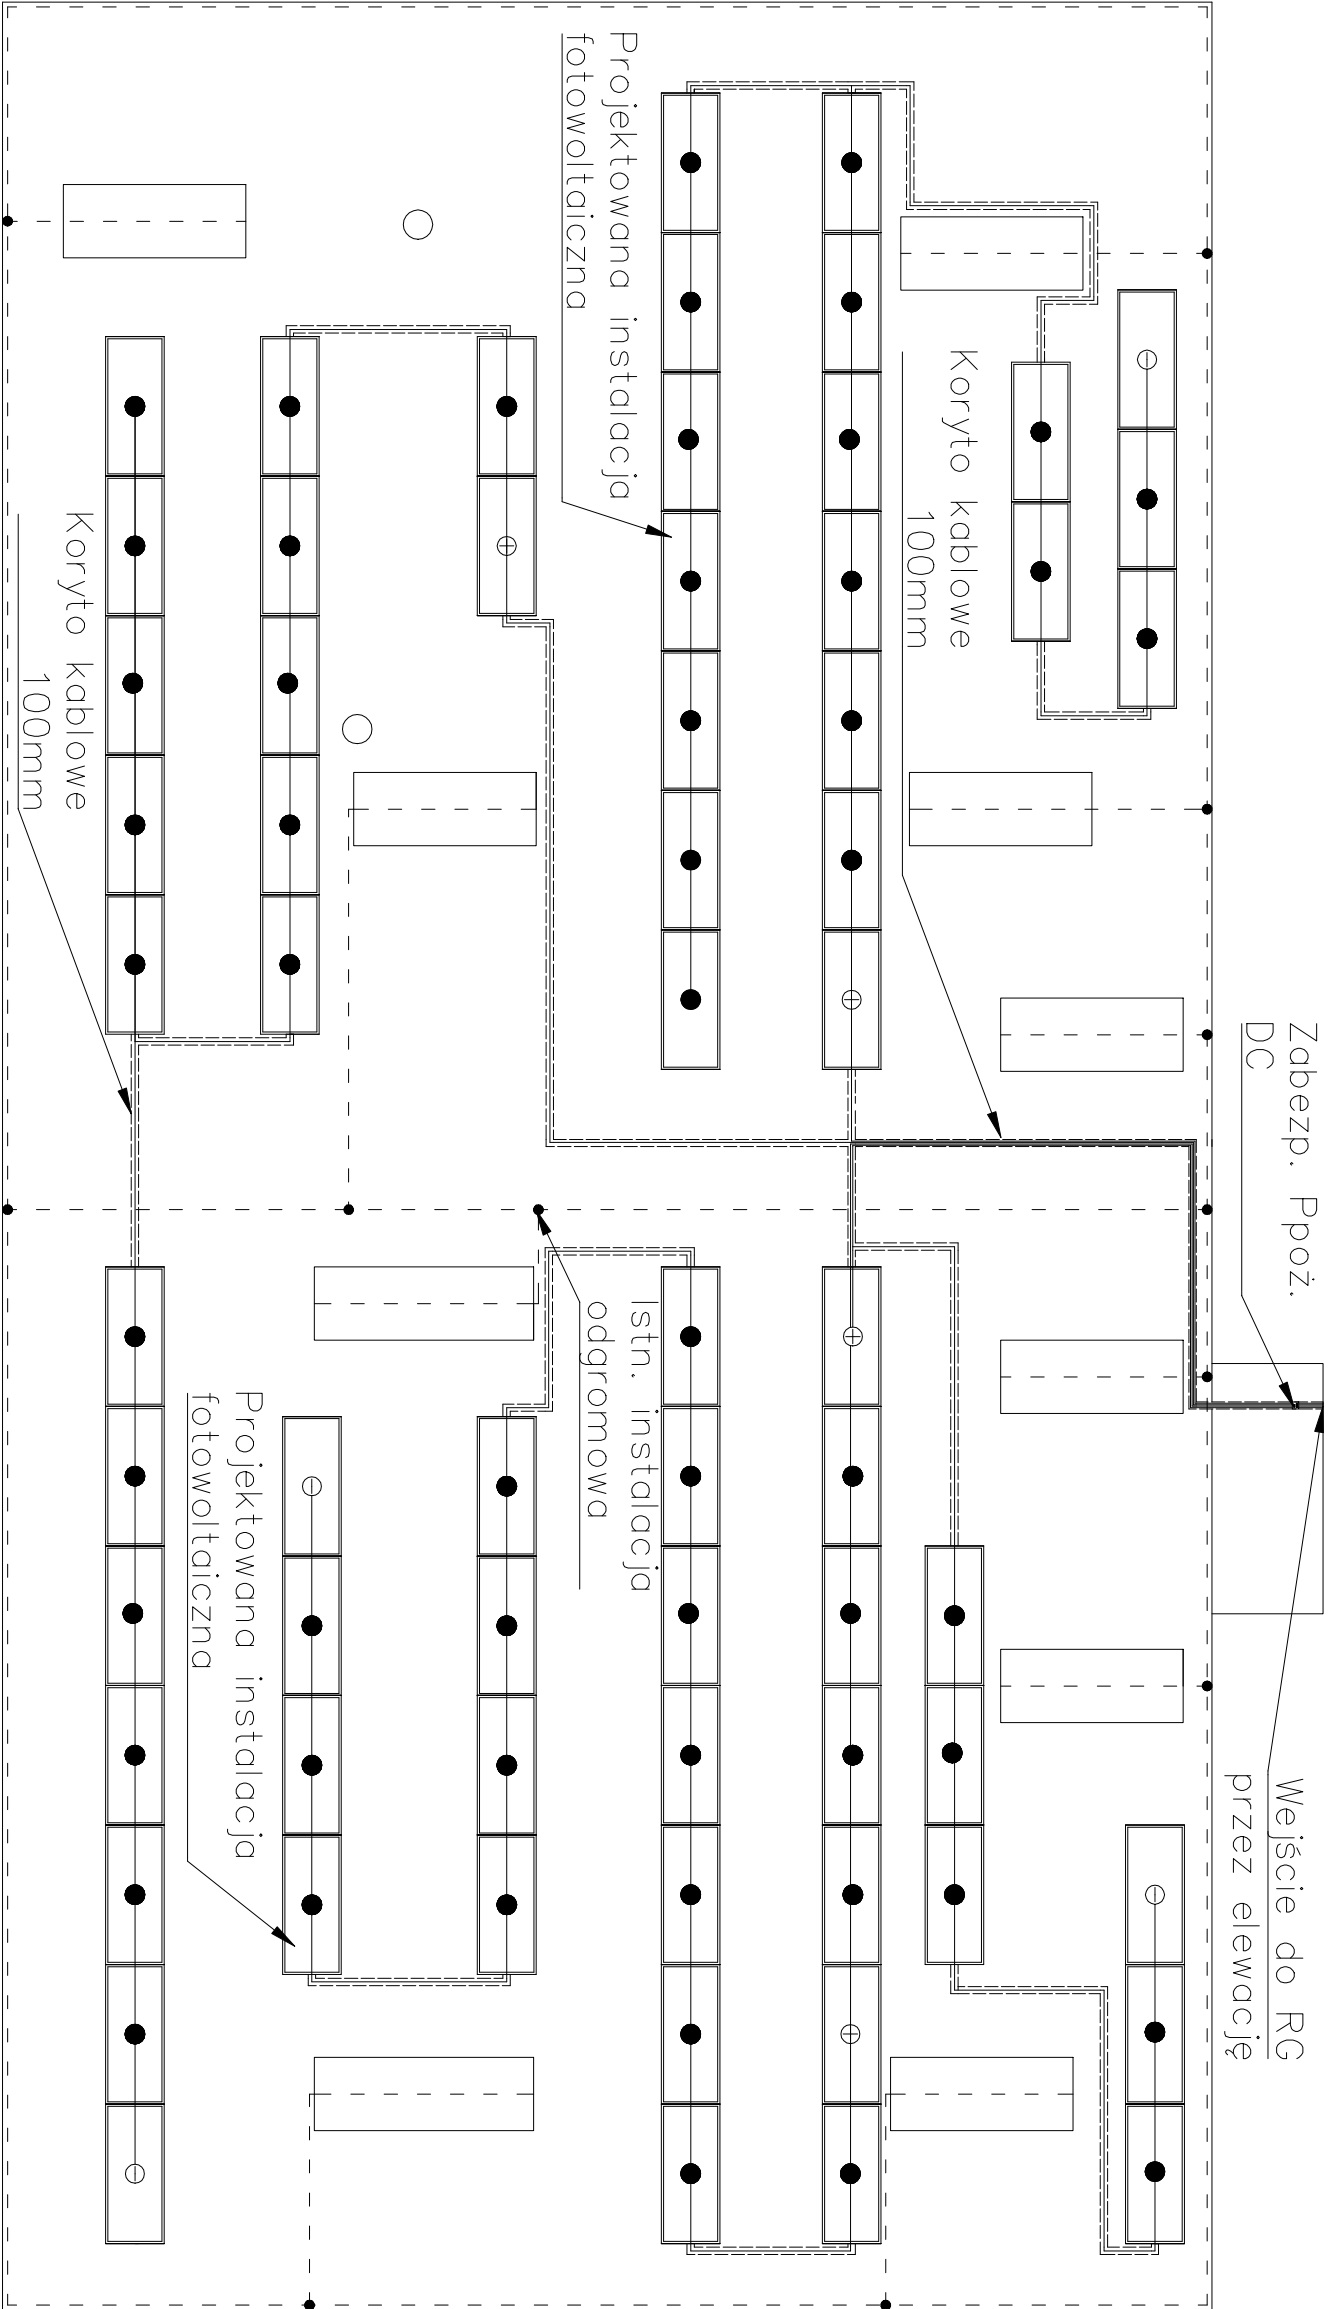 Zabezp. Ppoż.
DC
Wejście do RG
przez elewację
Koryto kablowe
100mm
Projektowana instalacja
fotowoltaiczna
Istn. instalacja
odgromowa
Projektowana instalacja
fotowoltaiczna
Koryto kablowe
100mm